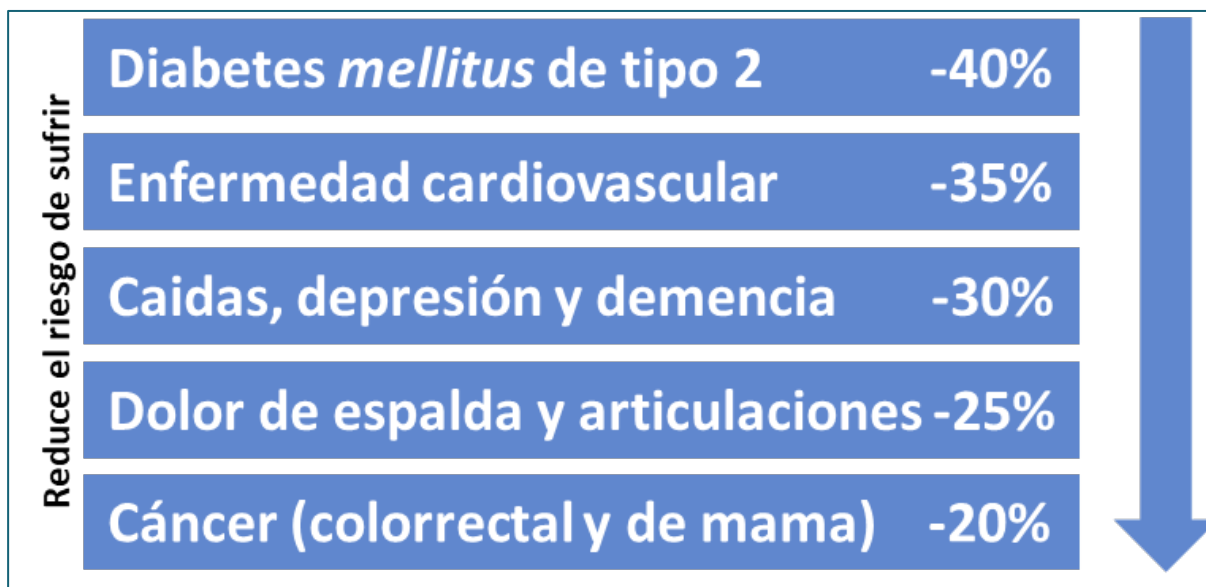 Reduce el riesgo de sufrir
Diabetes mellitus de tipo 2 -40%
Enfermedad cardiovascular -35%
Caidas, depresión y demencia -30%
Dolor de espalda y articulaciones -25%
Cáncer (colorrectal y de mama) -20%